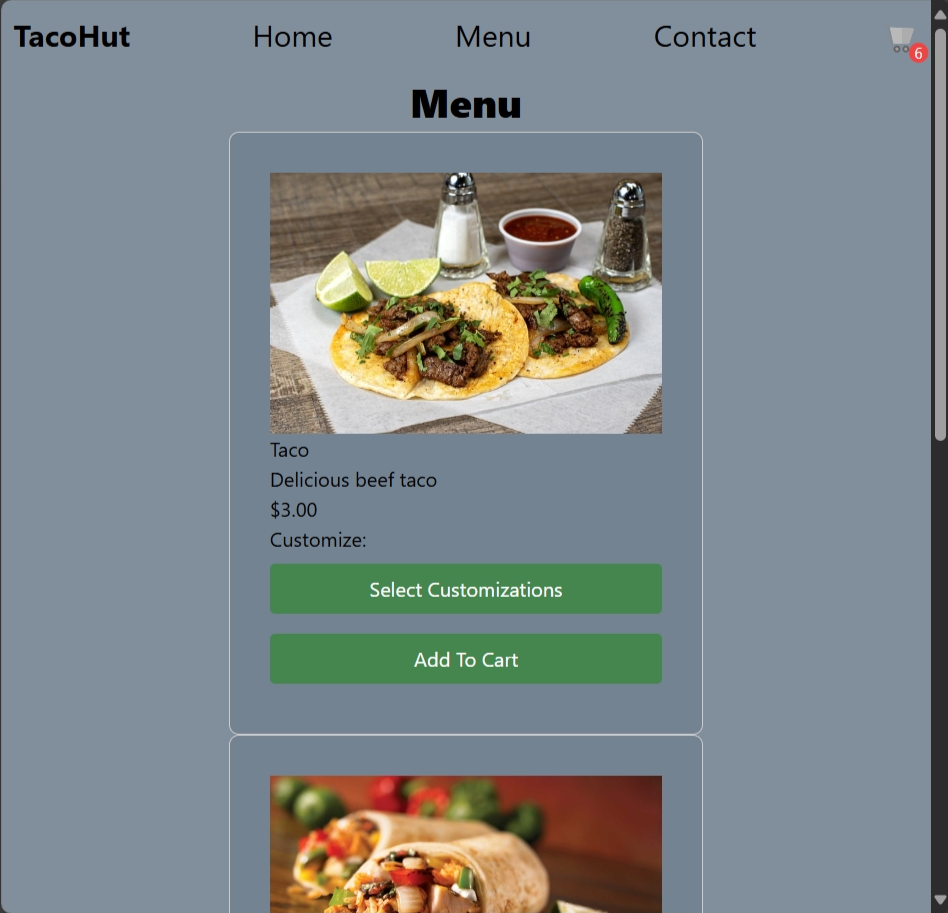 TacoHut Home Menu Contact 6
Menu
Taco
Delicious beef taco
$3.00
Customize:
Select Customizations
Add To Cart